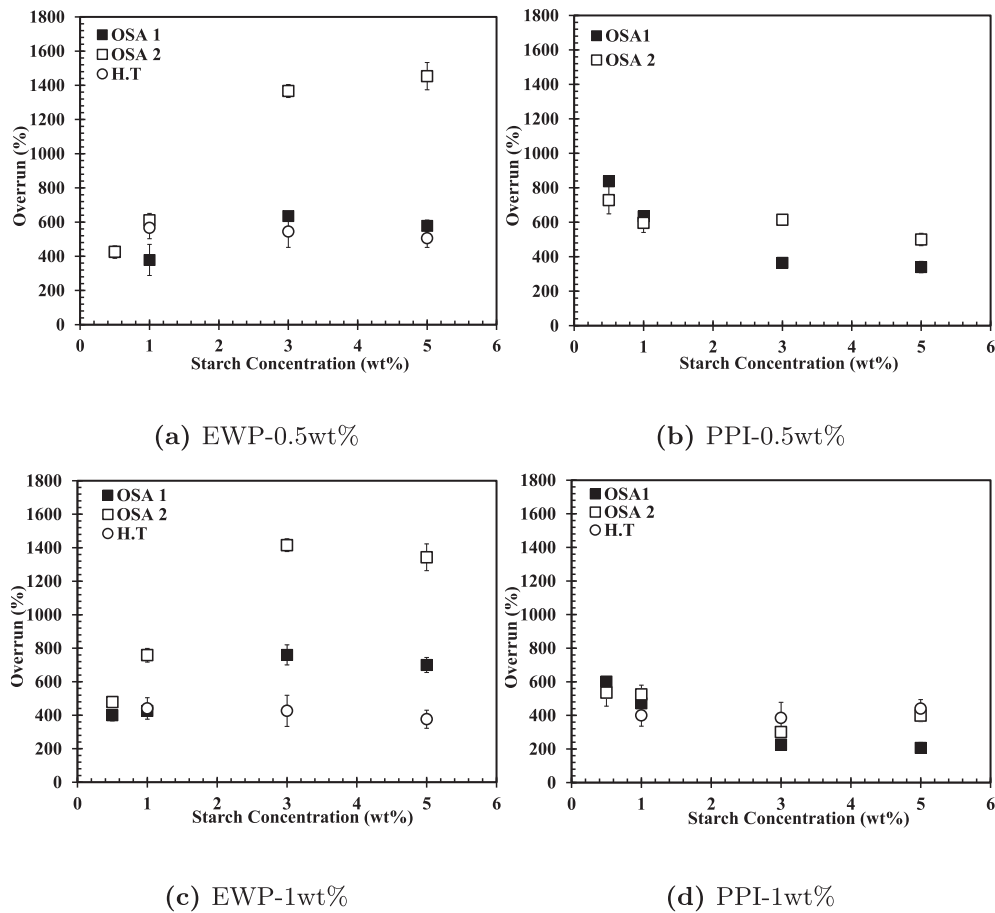 1800
1600
1400
1200
1000
800
600
400
200
0
Overrun (%)
OSA 1
OSA 2
H.T
0 1 2 3 4 5 6
Starch Concentration (wt%)
(a) EWP-0.5wt%
1800
1600
1400
1200
1000
800
600
400
200
0
Overrun (%)
OSA1
OSA 2
0 1 2 3 4 5 6
Starch Concentration (wt%)
(b) PPI-0.5wt%
1800
1600
1400
1200
1000
800
600
400
200
0
Overrun (%)
OSA 1
OSA 2
H.T
0 1 2 3 4 5 6
Starch Concentration (wt%)
(c) EWP-1wt%
1800
1600
1400
1200
1000
800
600
400
200
0
Overrun (%)
OSA1
OSA 2
H.T
0 1 2 3 4 5 6
Starch Concentration (wt%)
(d) PPI-1wt%